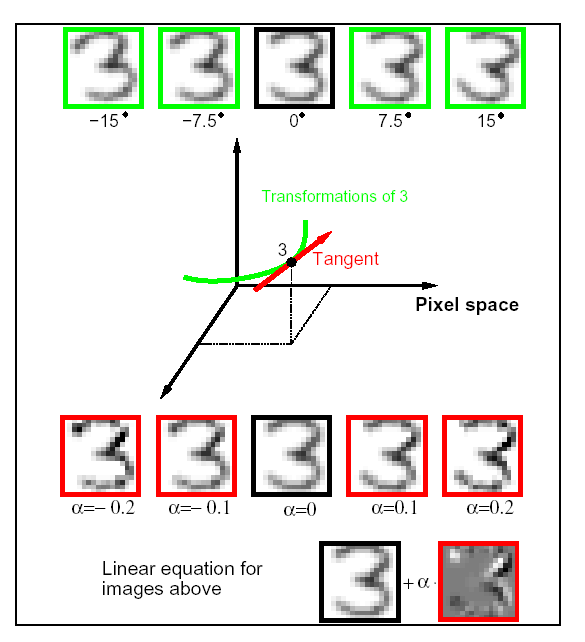 −15° −7.5° 0° 7.5° 15°
Transformations of 3
3
Tangent
Pixel space
α=− 0.2 α=− 0.1 α=0 α=0.1 α=0.2
Linear equation for
images above
+ α ·